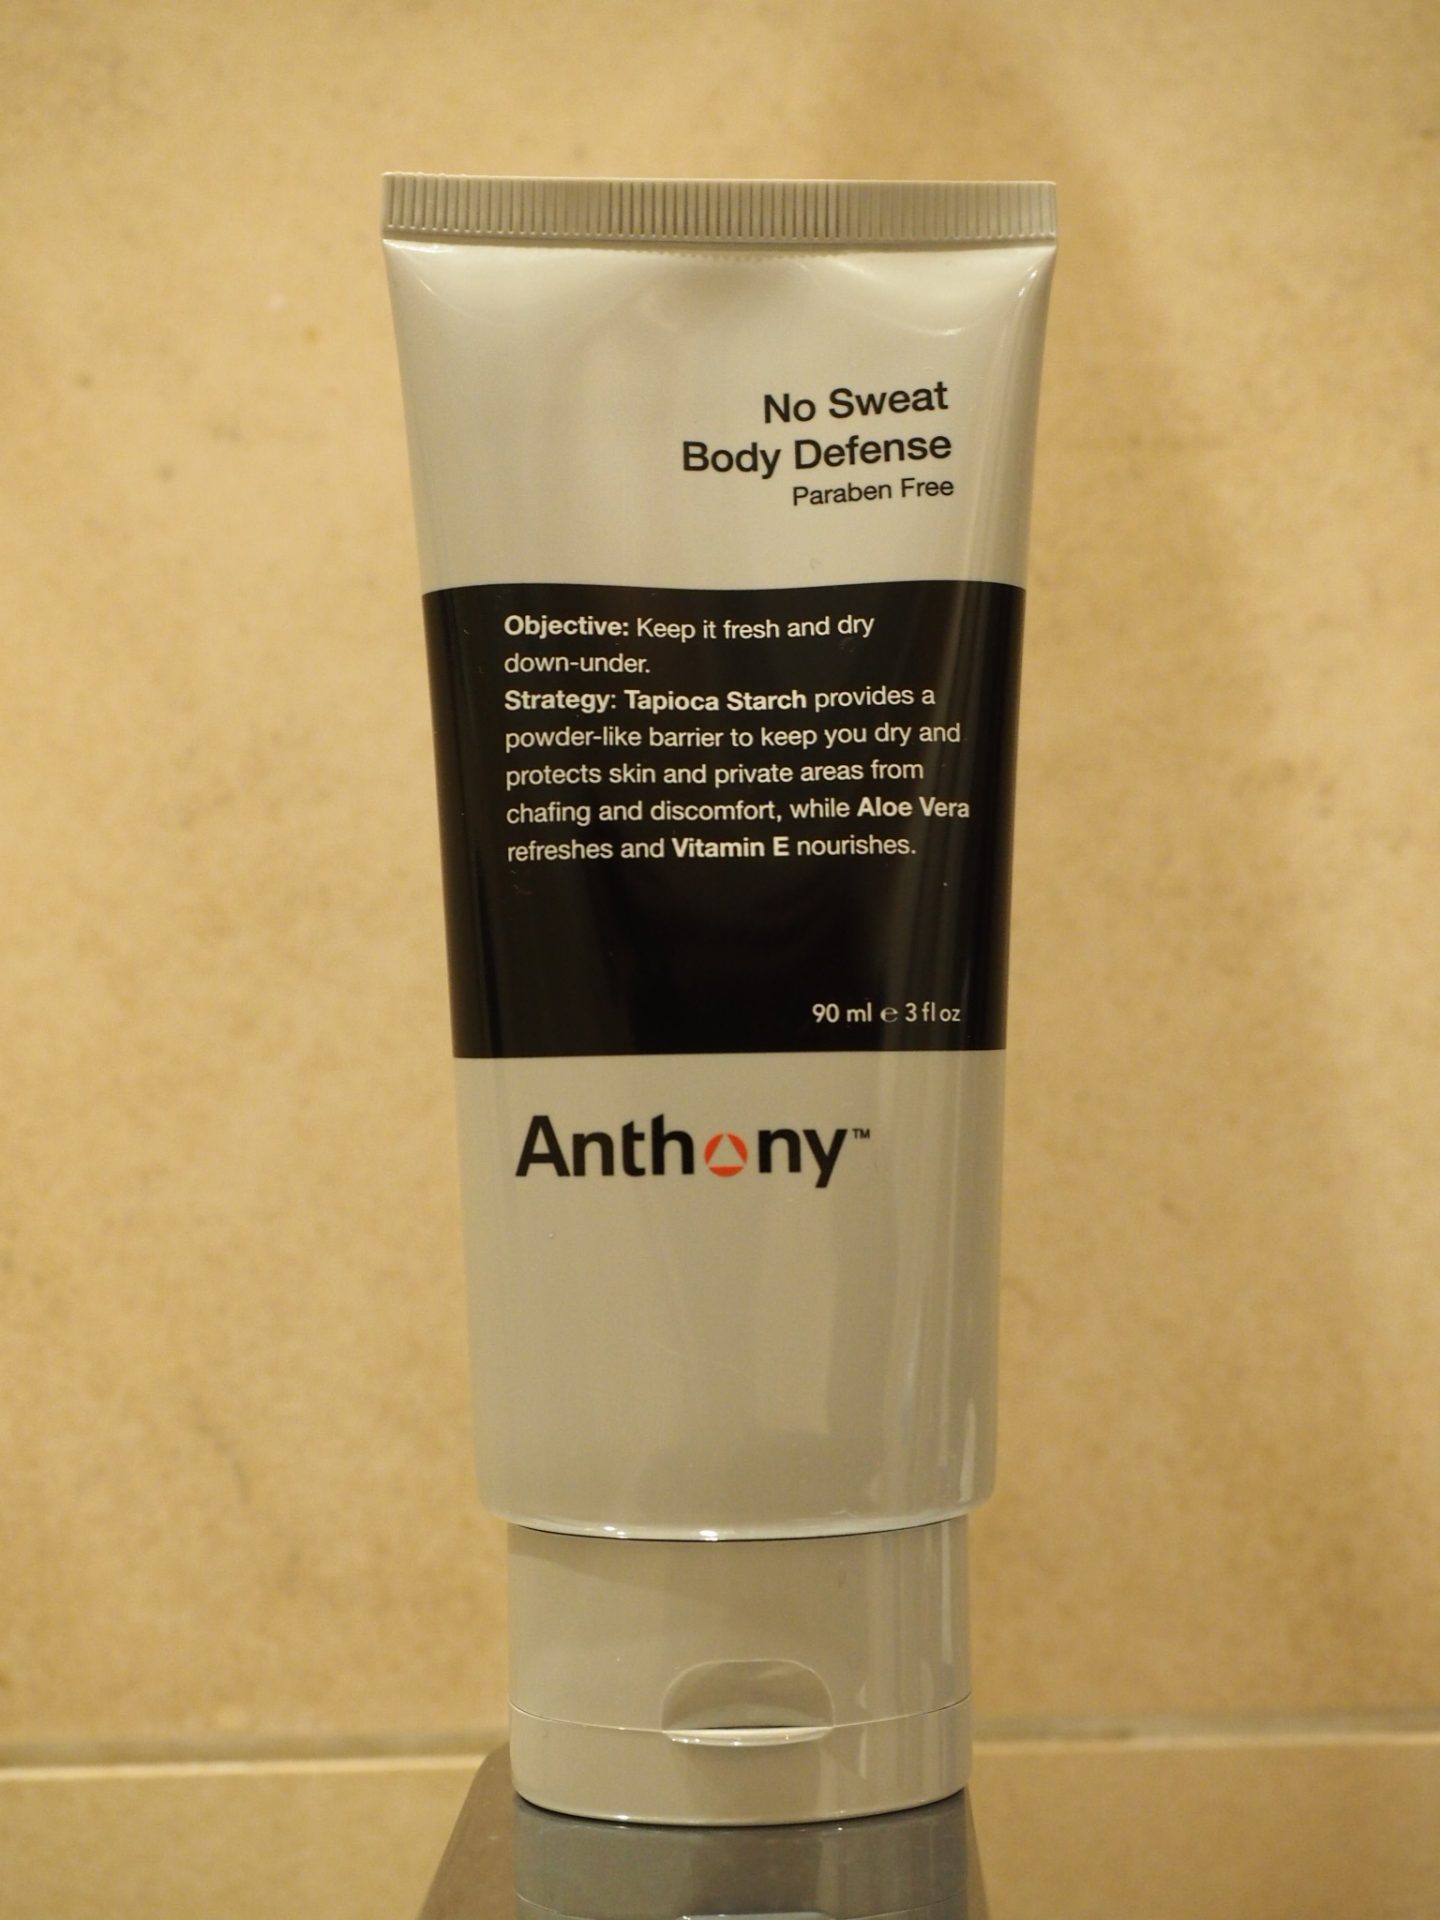 No Sweat
Body Defense
Paraben Free
Objective: Keep it fresh and dry
down-under.
Strategy: Tapioca Starch provides a
powder-like barrier to keep you dry and
protects skin and private areas from
chafing and discomfort, while Aloe Vera
refreshes and Vitamin E nourishes.
90 ml ℮ 3 fl oz
Anthony™